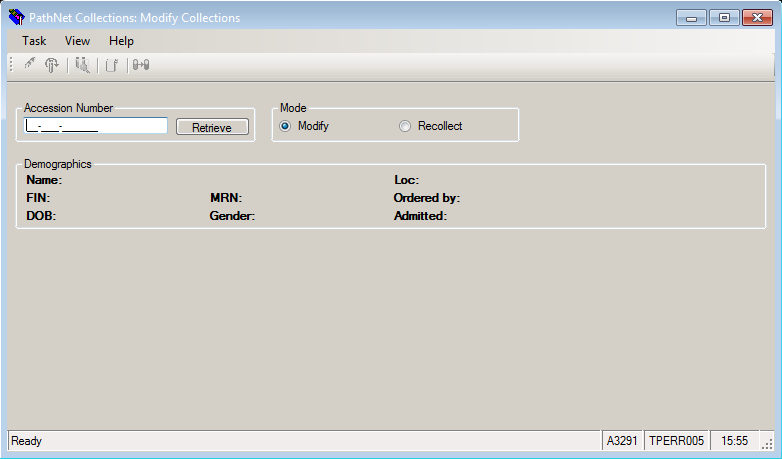 PathNet Collections: Modify Collections
Task View Help
Accession Number Mode
__-___-______ Retrieve Modify Recollect
Demographics
Name: Loc:
FIN: MRN: Ordered by:
DOB: Gender: Admitted:
Ready A3291 TPERR005 15:55